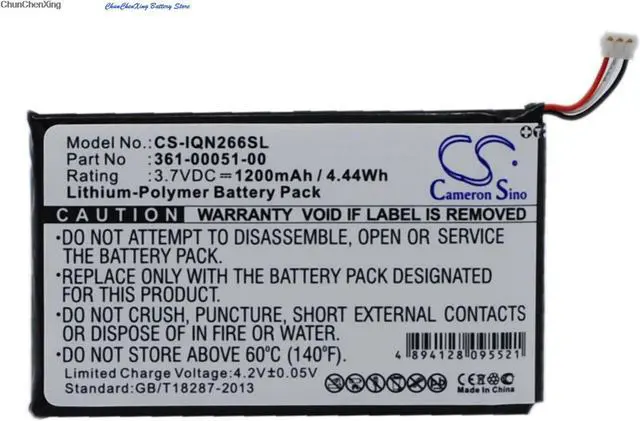 ChunChenXing
ChunChenXing Battery Store
Model No.: CS-IQN266SL
Part No : 361-00051-00
Rating : 3.7VDC⎓1200mAh / 4.44Wh
Lithium-Polymer Battery Pack
CS
Cameron Sino
CAUTION WARRANTY VOID IF LABEL IS REMOVED
•DO NOT ATTEMPT TO DISASSEMBLE, OPEN OR SERVICE
THE BATTERY PACK.
•REPLACE ONLY WITH THE BATTERY PACK DESIGNATED
FOR THIS PRODUCT.
•DO NOT CRUSH, PUNCTURE, SHORT EXTERNAL CONTACTS
OR DISPOSE OF IN FIRE OR WATER.
•DO NOT STORE ABOVE 60°C (140°F).
Limited Charge Voltage:4.2V±0.05V
Standard:GB/T18287-2013
4 894128 095521
CE
Made In China